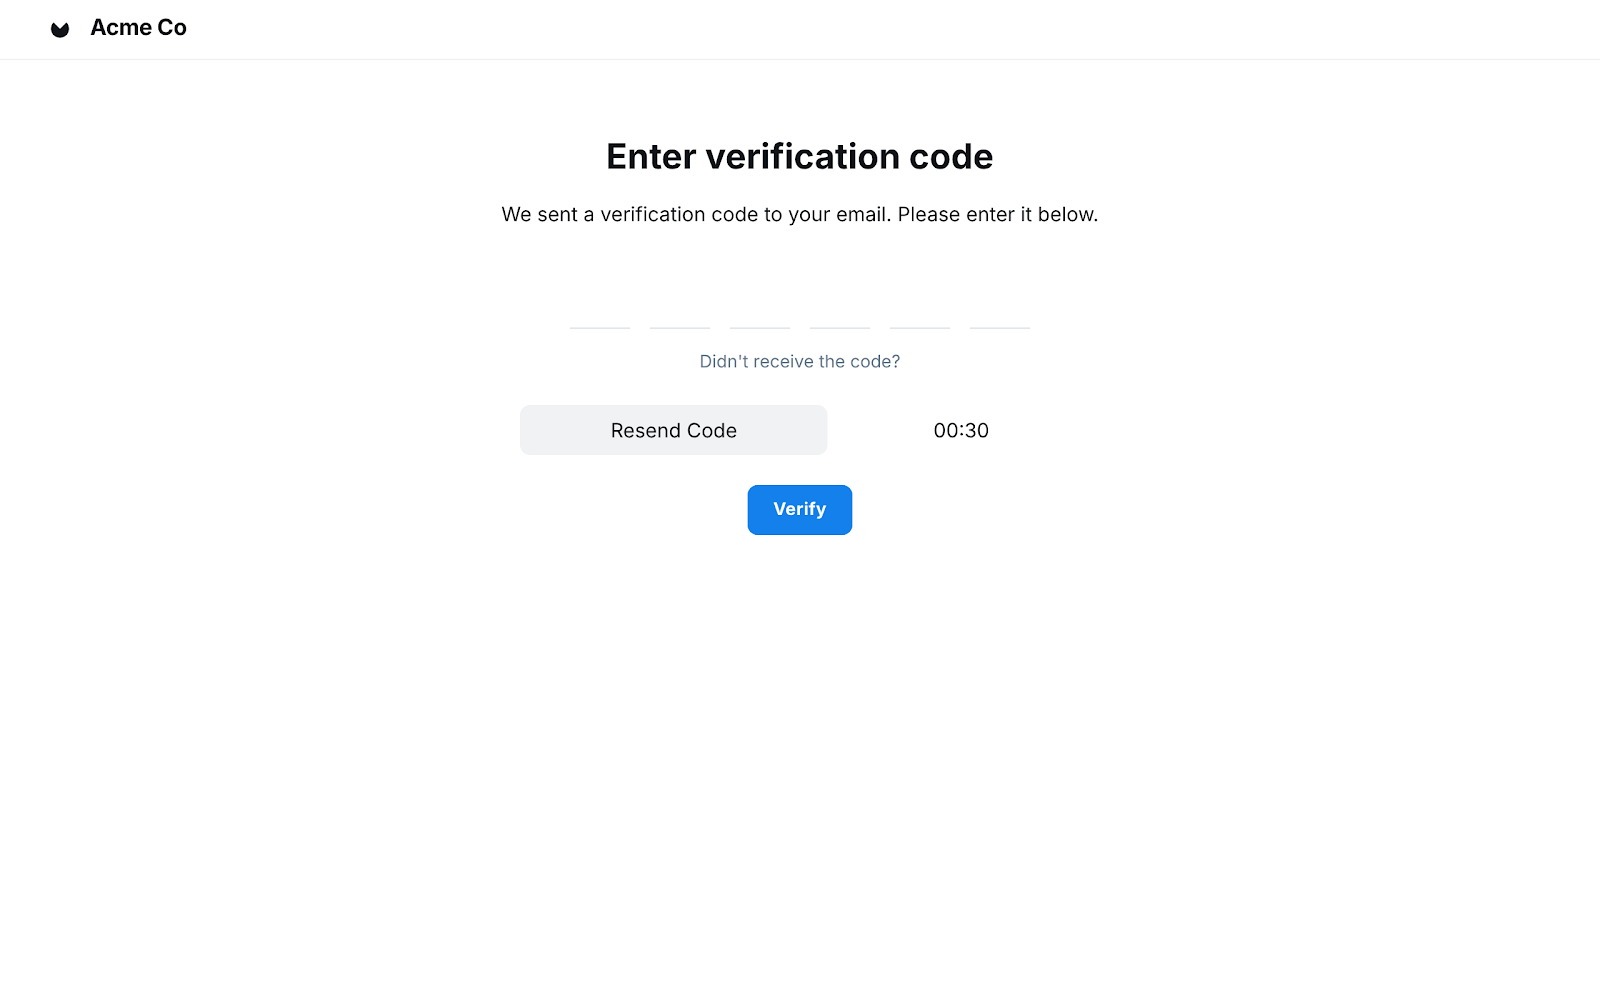 Acme Co
Enter verification code
We sent a verification code to your email. Please enter it below.
Didn't receive the code?
Resend Code 00:30
Verify